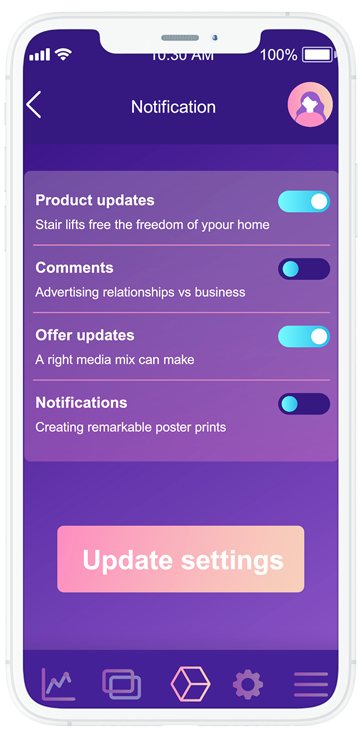 10:30 AM
100%
Notification
Product updates
Stair lifts free the freedom of ypour home
Comments
Advertising relationships vs business
Offer updates
A right media mix can make
Notifications
Creating remarkable poster prints
Update settings